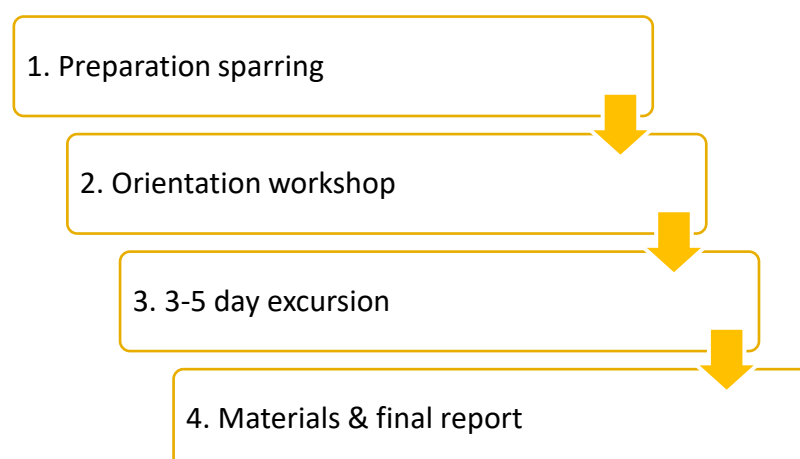 1. Preparation sparring
2. Orientation workshop
3. 3-5 day excursion
4. Materials & final report